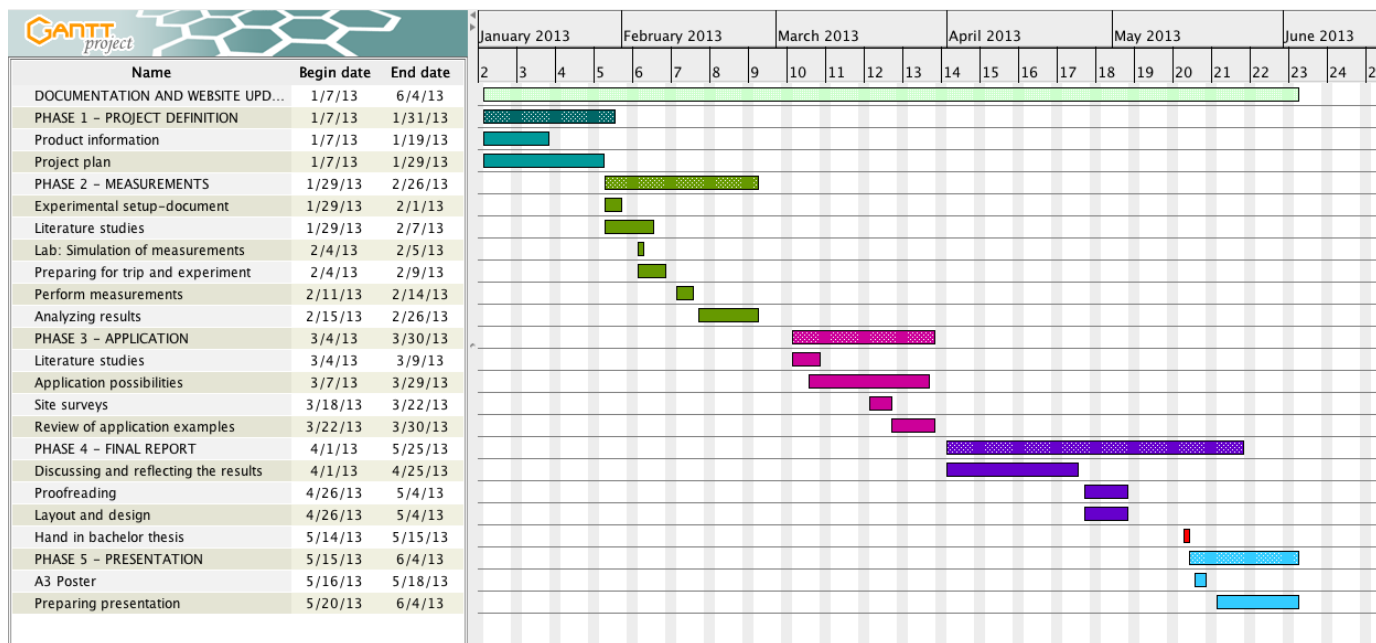 GANTT
project
January 2013 February 2013 March 2013 April 2013 May 2013 June 2013
Name Begin date End date 2 3 4 5 6 7 8 9 10 11 12 13 14 15 16 17 18 19 20 21 22 23 24 2
DOCUMENTATION AND WEBSITE UPD... 1/7/13 6/4/13
PHASE 1 - PROJECT DEFINITION 1/7/13 1/31/13
Product information 1/7/13 1/19/13
Project plan 1/7/13 1/29/13
PHASE 2 - MEASUREMENTS 1/29/13 2/26/13
Experimental setup-document 1/29/13 2/1/13
Literature studies 1/29/13 2/7/13
Lab: Simulation of measurements 2/4/13 2/5/13
Preparing for trip and experiment 2/4/13 2/9/13
Perform measurements 2/11/13 2/14/13
Analyzing results 2/15/13 2/26/13
PHASE 3 - APPLICATION 3/4/13 3/30/13
Literature studies 3/4/13 3/9/13
Application possibilities 3/7/13 3/29/13
Site surveys 3/18/13 3/22/13
Review of application examples 3/22/13 3/30/13
PHASE 4 - FINAL REPORT 4/1/13 5/25/13
Discussing and reflecting the results 4/1/13 4/25/13
Proofreading 4/26/13 5/4/13
Layout and design 4/26/13 5/4/13
Hand in bachelor thesis 5/14/13 5/15/13
PHASE 5 - PRESENTATION 5/15/13 6/4/13
A3 Poster 5/16/13 5/18/13
Preparing presentation 5/20/13 6/4/13